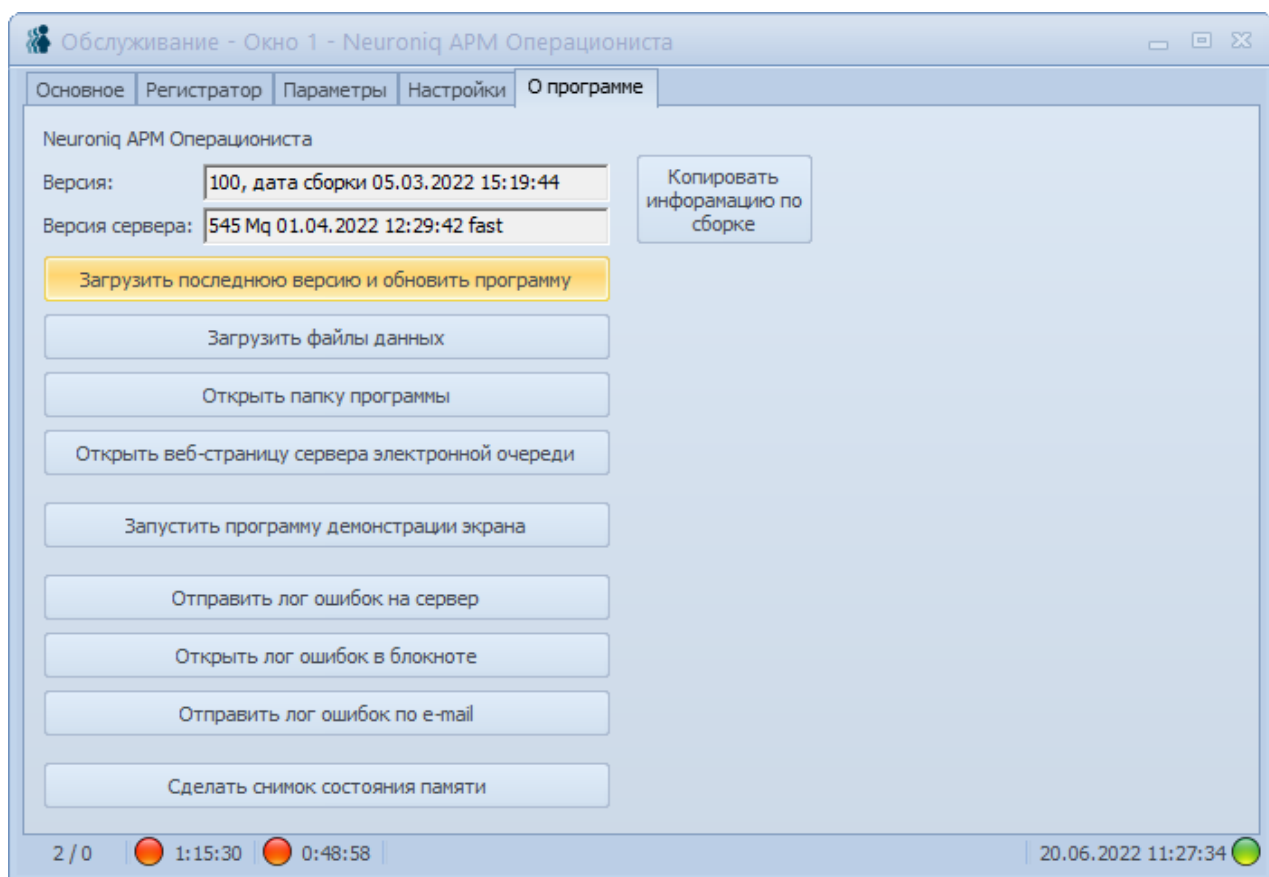 Обслуживание - Окно 1 - Neuroniq АРМ Операциониста
Основное Регистратор Параметры Настройки О программе
Neuroniq АРМ Операциониста
Версия: 100, дата сборки 05.03.2022 15:19:44
Версия сервера: 545 Mq 01.04.2022 12:29:42 fast
Копировать
инфорамацию по
сборке
Загрузить последнюю версию и обновить программу
Загрузить файлы данных
Открыть папку программы
Открыть веб-страницу сервера электронной очереди
Запустить программу демонстрации экрана
Отправить лог ошибок на сервер
Открыть лог ошибок в блокноте
Отправить лог ошибок по e-mail
Сделать снимок состояния памяти
2 / 0 1:15:30 0:48:58 20.06.2022 11:27:34